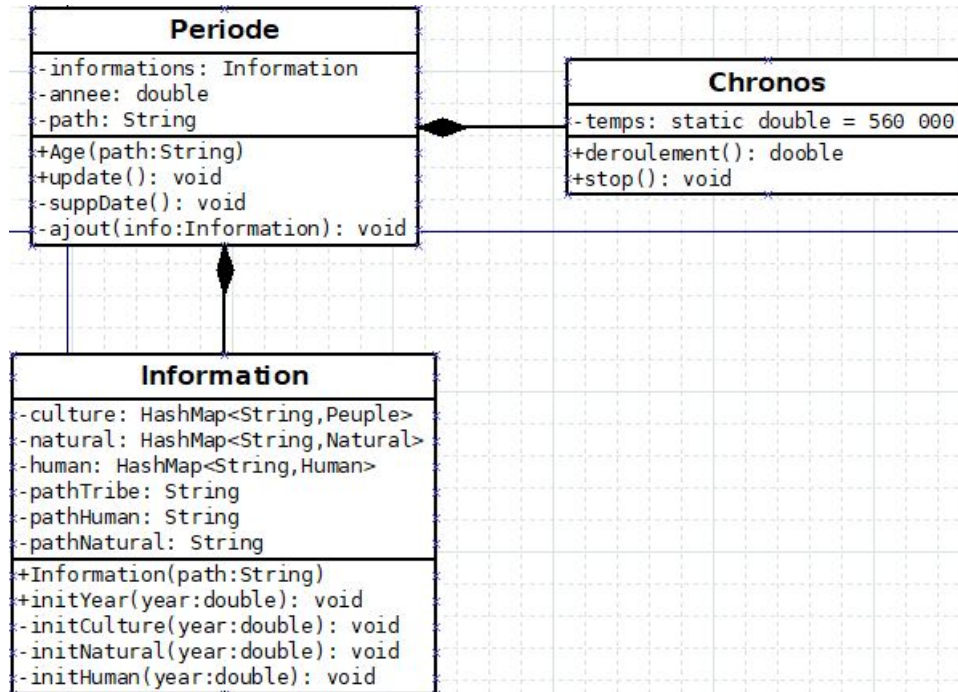 Periode
-informations: Information
-annee: double
-path: String
+Age(path:String)
+update(): void
-suppDate(): void
-ajout(info:Information): void
Chronos
-temps: static double = 560 000
+deroulement(): dooble
+stop(): void
Information
-culture: HashMap<String,Peuple>
-natural: HashMap<String,Natural>
-human: HashMap<String,Human>
-pathTribe: String
-pathHuman: String
-pathNatural: String
+Information(path:String)
+initYear(year:double): void
-initCulture(year:double): void
-initNatural(year:double): void
-initHuman(year:double): void